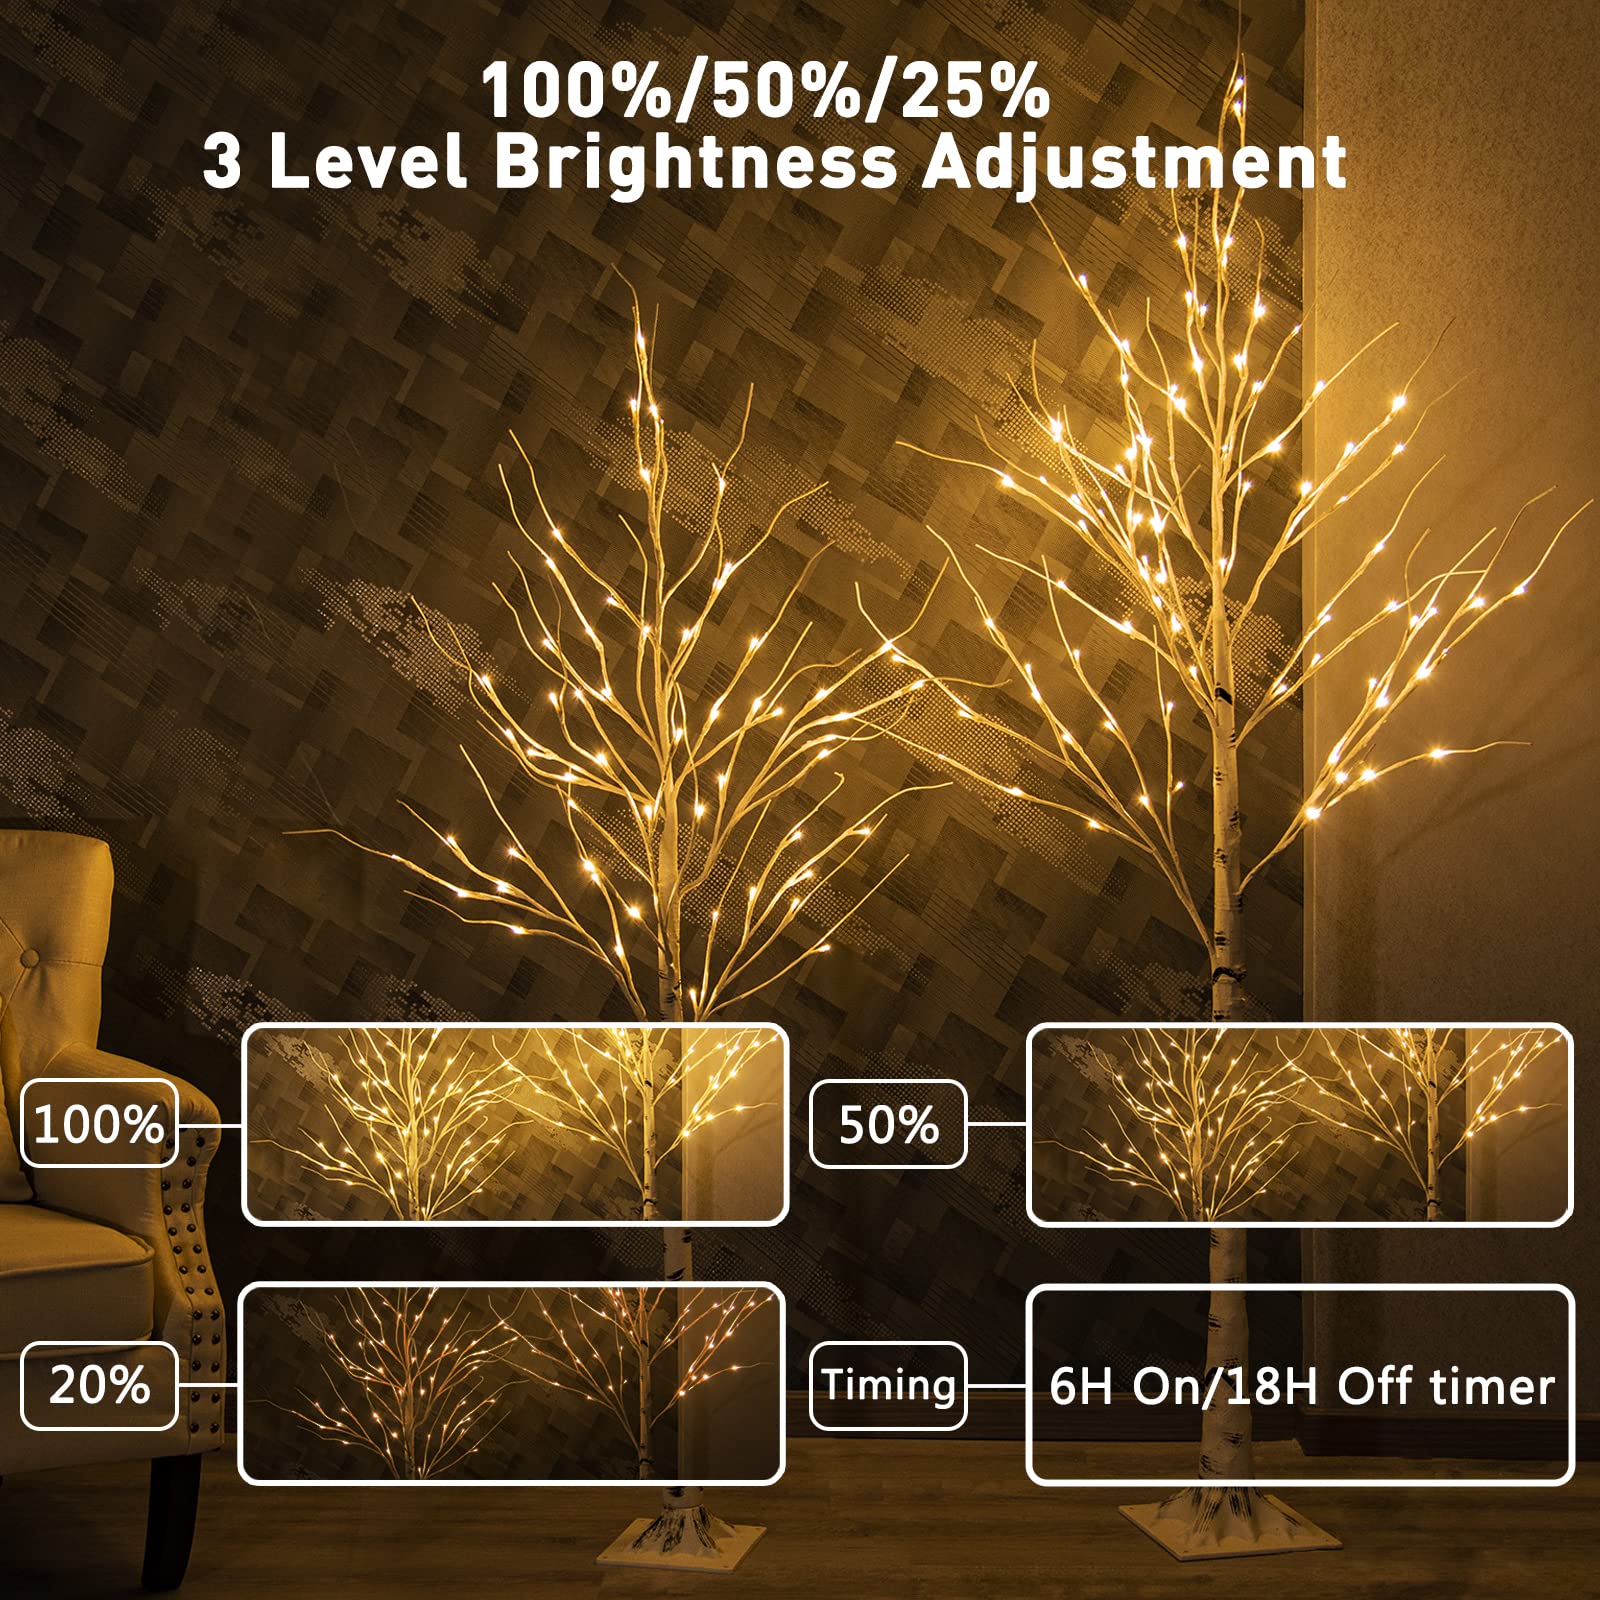 100%/50%/25%
3 Level Brightness Adjustment
100%
50%
20%
Timing
6H On/18H Off timer